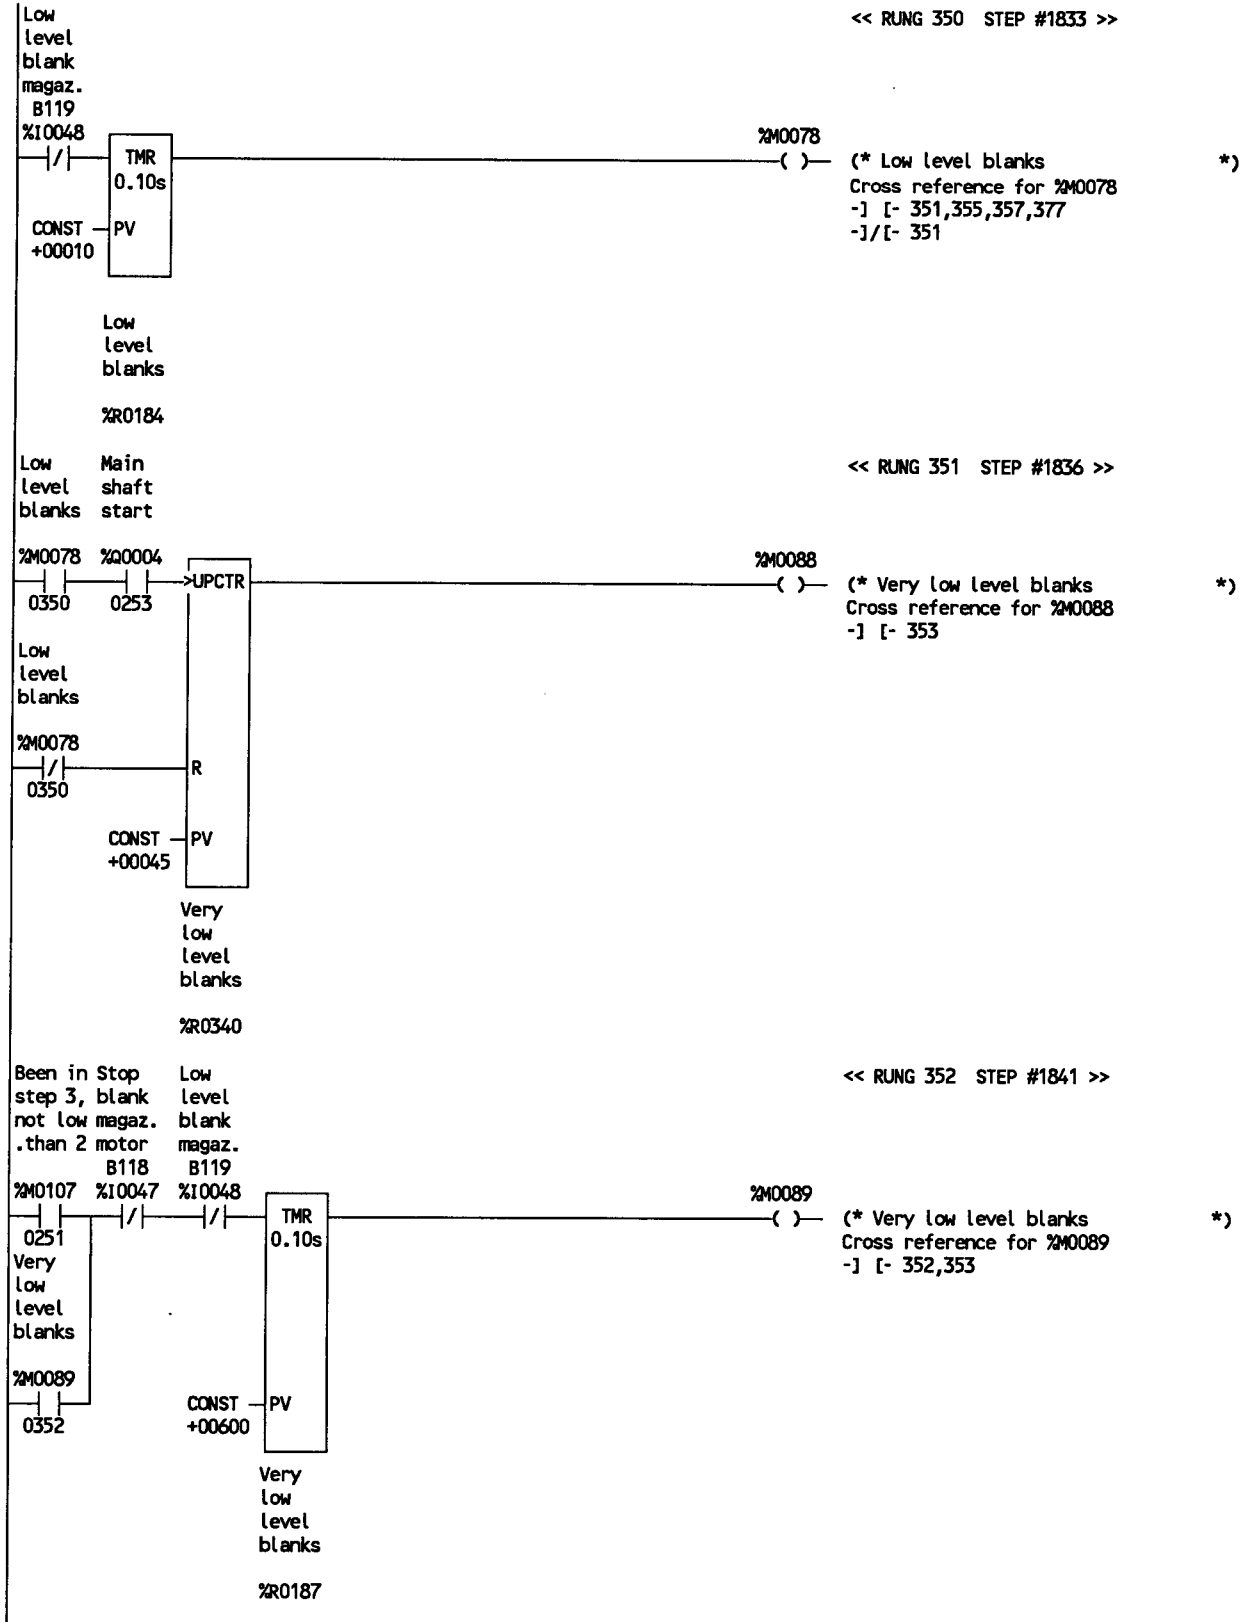 Low
level
blank
magaz.
B119
%I0048
<< RUNG 350 STEP #1833 >>
TMR
0.10s
%M0078
( )
(* Low level blanks *)
Cross reference for %M0078
-] [- 351,355,357,377
-]/[- 351
CONST
+00010
PV
Low
level
blanks
%R0184
Low Main
level shaft
blanks start
<< RUNG 351 STEP #1836 >>
%M0078 %Q0004
0350 0253
>UPCTR
%M0088
( )
(* Very low level blanks *)
Cross reference for %M0088
-] [- 353
Low
level
blanks
%M0078
0350
R
CONST
+00045
PV
Very
low
level
blanks
%R0340
Been in Stop Low
step 3, blank level
not low magaz. blank
.than 2 motor magaz.
B118 B119
%M0107 %I0047 %I0048
0251
<< RUNG 352 STEP #1841 >>
TMR
0.10s
%M0089
( )
(* Very low level blanks *)
Cross reference for %M0089
-] [- 352,353
Very
low
level
blanks
%M0089
0352
CONST
+00600
PV
Very
low
level
blanks
%R0187